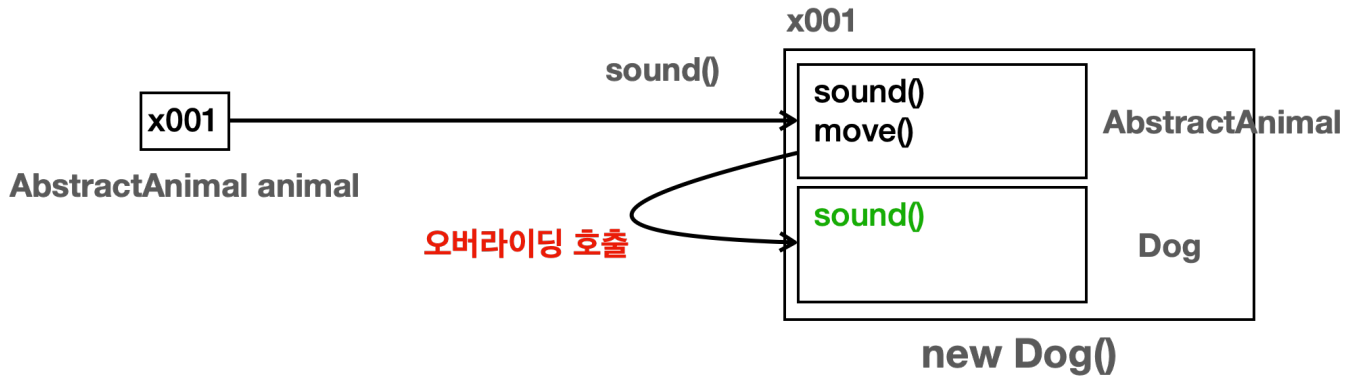 x001
sound()
x001
sound()
move()
AbstractAnimal
AbstractAnimal animal
오버라이딩 호출
sound()
Dog
new Dog()